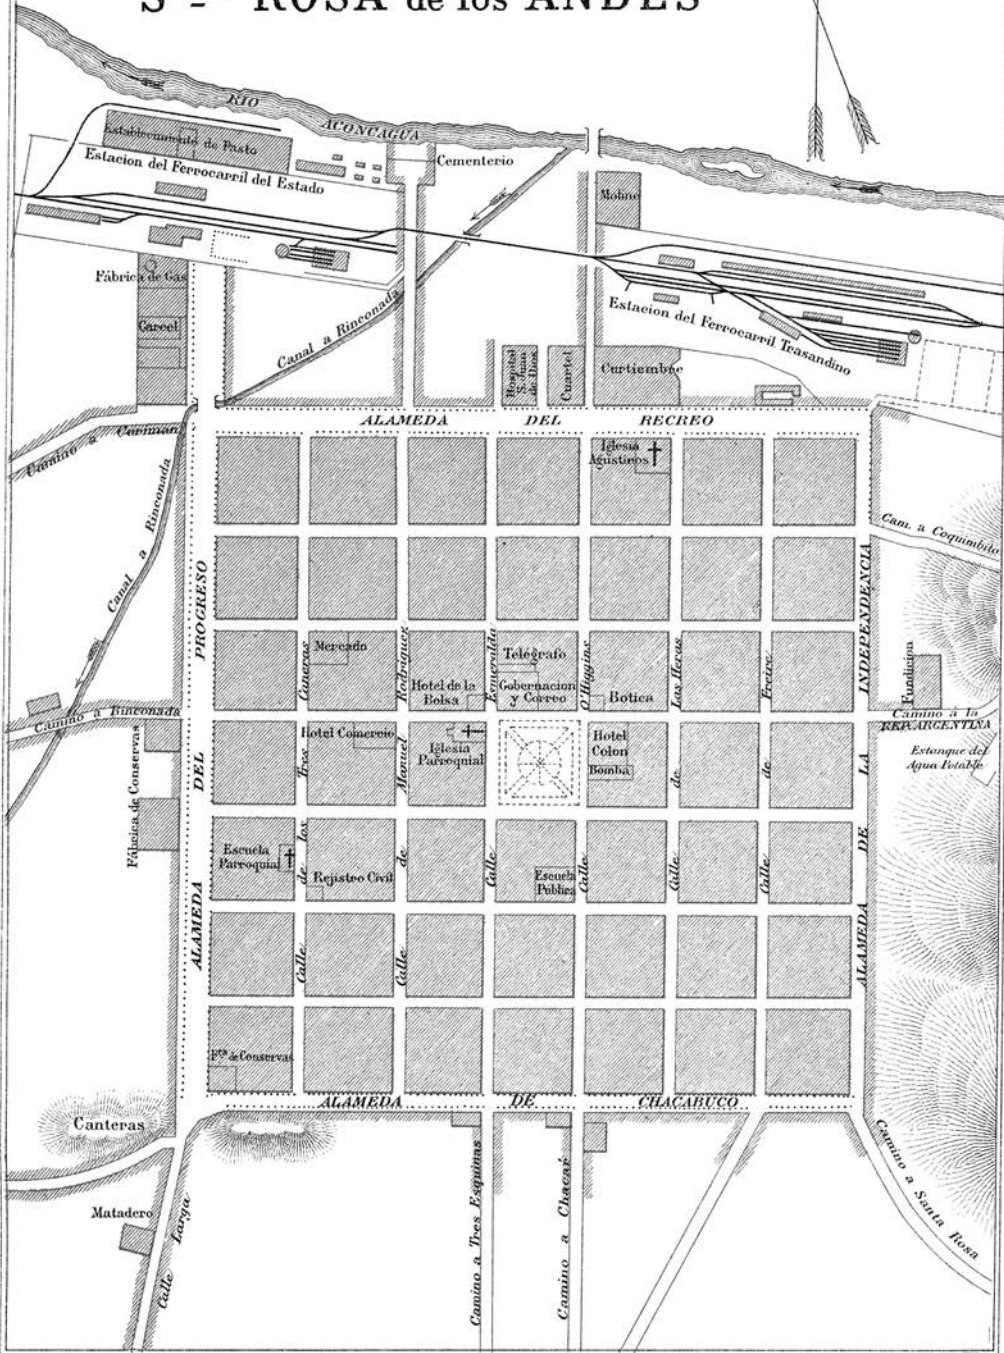 Sta ROSA de los ANDES
RIO ACONCAGUA
Establecimiento de Pasto
Estacion del Ferrocarril del Estado
Cementerio
Molino
Fábrica de Gas
Carcel
Canal a Rinconada
Estacion del Ferrocarril Trasandino
Hospital
S. Juan
de Dios
Cuartel
Curtiembre
ALAMEDA DEL RECREO
Camino a Curimon
Canal a Rinconada
Iglesia
Agustinos
Cam. a Coquimbito
ALAMEDA DEL PROGRESO
ALAMEDA DE LA INDEPENDENCIA
Mercado
Hotel de la
Bolsa
Telégrafo
Gobernacion
y Correo
Botica
Fundicion
Camino á la
REP. ARGENTINA
Estanque del
Agua Potable
Camino a Rinconada
Fábrica de Conservas
Hotel Comercio
Iglesia
Parroquial
Hotel
Colon
Bomba
Calle de los Tres Caneras
Calle de Manuel Rodriguez
Calle Esmeralda
Calle O'Higgins
Calle de Las Heras
Calle de Freire
Escuela
Parroquial
Rejistro Civil
Escuela
Publica
Fca de Conservas
ALAMEDA DE CHACABUCO
Canteras
Matadero
Calle Larga
Camino a Tres Esquinas
Camino a Chacar
Camino a Santa Rosa